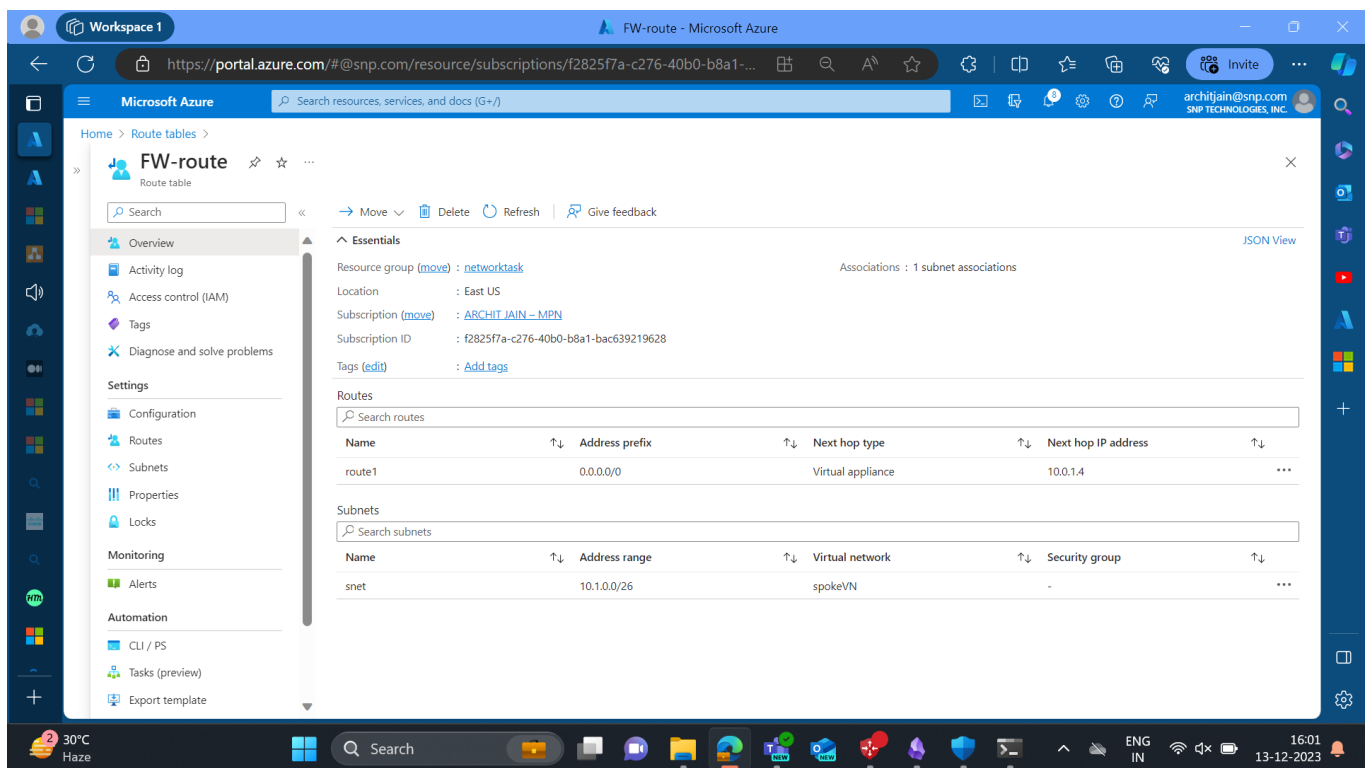 Workspace 1
FW-route - Microsoft Azure
https://portal.azure.com/#@snp.com/resource/subscriptions/f2825f7a-c276-40b0-b8a1-...
Invite
Microsoft Azure
Search resources, services, and docs (G+/)
8
architjain@snp.com
SNP TECHNOLOGIES, INC.
Home > Route tables >
FW-route
Route table
Search
Move
Delete
Refresh
Give feedback
Overview
Activity log
Access control (IAM)
Tags
Diagnose and solve problems
Settings
Configuration
Routes
Subnets
Properties
Locks
Monitoring
Alerts
Automation
CLI / PS
Tasks (preview)
Export template
Essentials
JSON View
Resource group (move) : networktask
Associations : 1 subnet associations
Location : East US
Subscription (move) : ARCHIT JAIN – MPN
Subscription ID : f2825f7a-c276-40b0-b8a1-bac639219628
Tags (edit) : Add tags
Routes
Search routes
Name Address prefix Next hop type Next hop IP address
route1 0.0.0.0/0 Virtual appliance 10.0.1.4
Subnets
Search subnets
Name Address range Virtual network Security group
snet 10.1.0.0/26 spokeVN -
2
30°C
Haze
Search
NEW
NEW
ENG
IN
16:01
13-12-2023